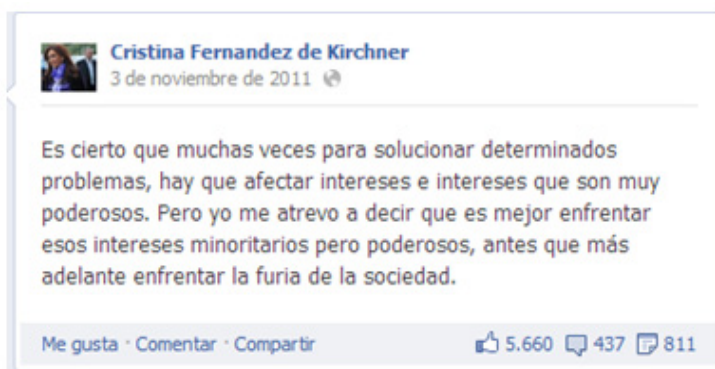 Cristina Fernandez de Kirchner
3 de noviembre de 2011
Es cierto que muchas veces para solucionar determinados
problemas, hay que afectar intereses e intereses que son muy
poderosos. Pero yo me atrevo a decir que es mejor enfrentar
esos intereses minoritarios pero poderosos, antes que más
adelante enfrentar la furia de la sociedad.
Me gusta · Comentar · Compartir 5.660 437 811